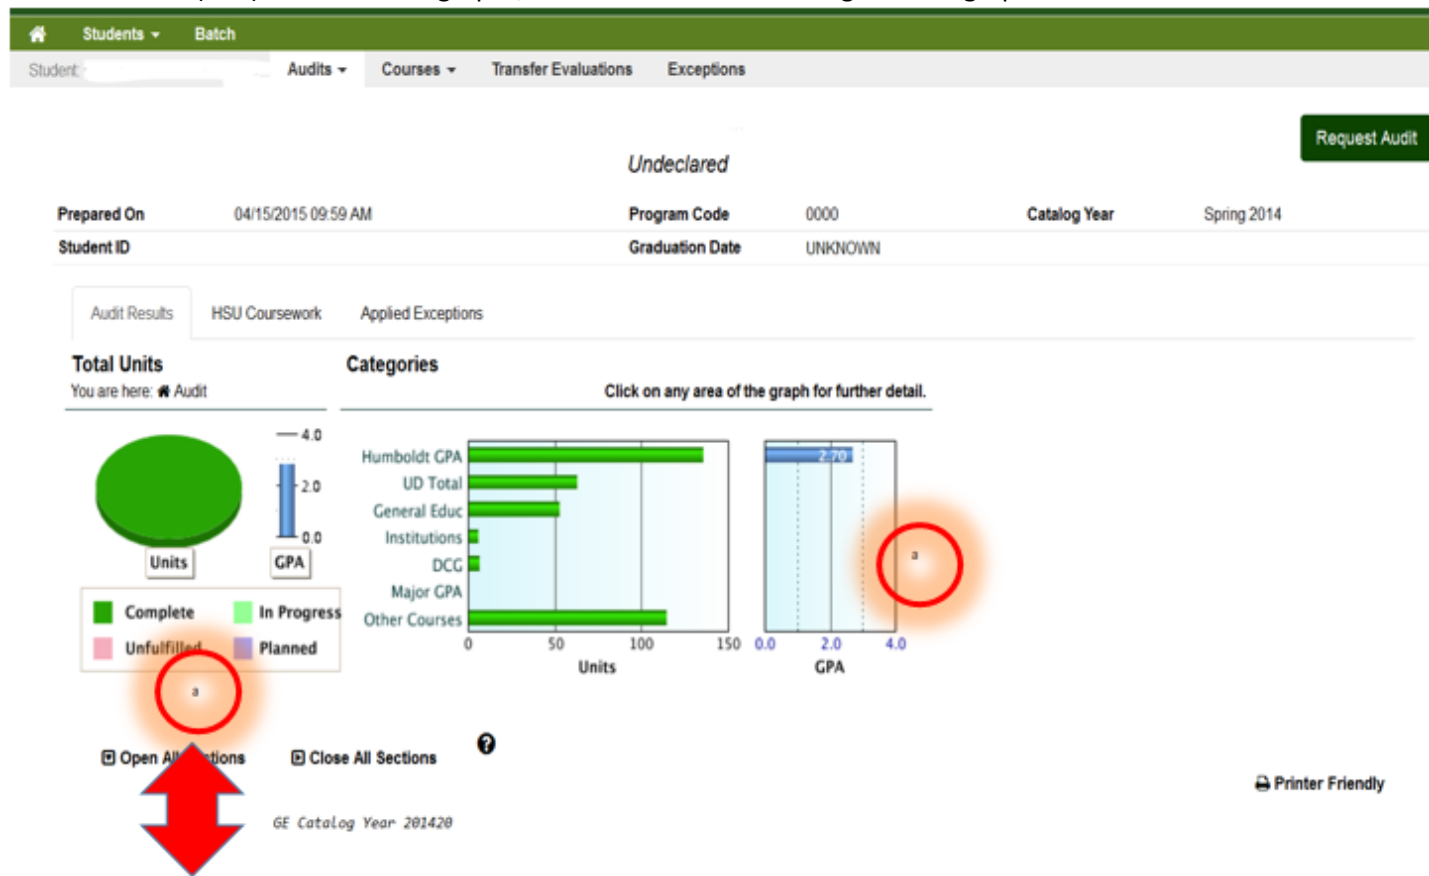 Students Batch
Student: Audits Courses Transfer Evaluations Exceptions
Request Audit
Undeclared
Prepared On 04/15/2015 09:59 AM Program Code 0000 Catalog Year Spring 2014
Student ID Graduation Date UNKNOWN
Audit Results HSU Coursework Applied Exceptions
Total Units Categories
You are here: Audit Click on any area of the graph for further detail.
4.0
2.0
0.0
Units GPA
Complete In Progress
Unfulfilled Planned
Humboldt GPA 2.70
UD Total
General Educ
Institutions
DCG
Major GPA
Other Courses
0 50 100 150 0.0 2.0 4.0
Units GPA
a
a
Open All Sections Close All Sections ?
Printer Friendly
GE Catalog Year 201420